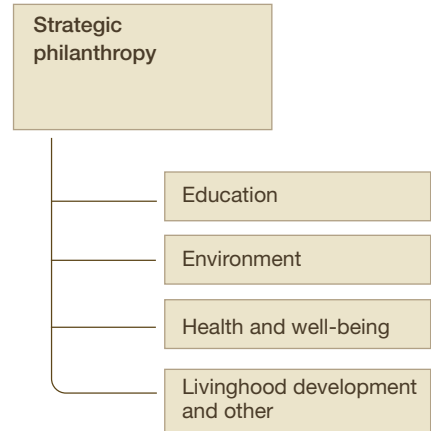 Strategic
philanthropy
Education
Environment
Health and well-being
Livinghood development
and other